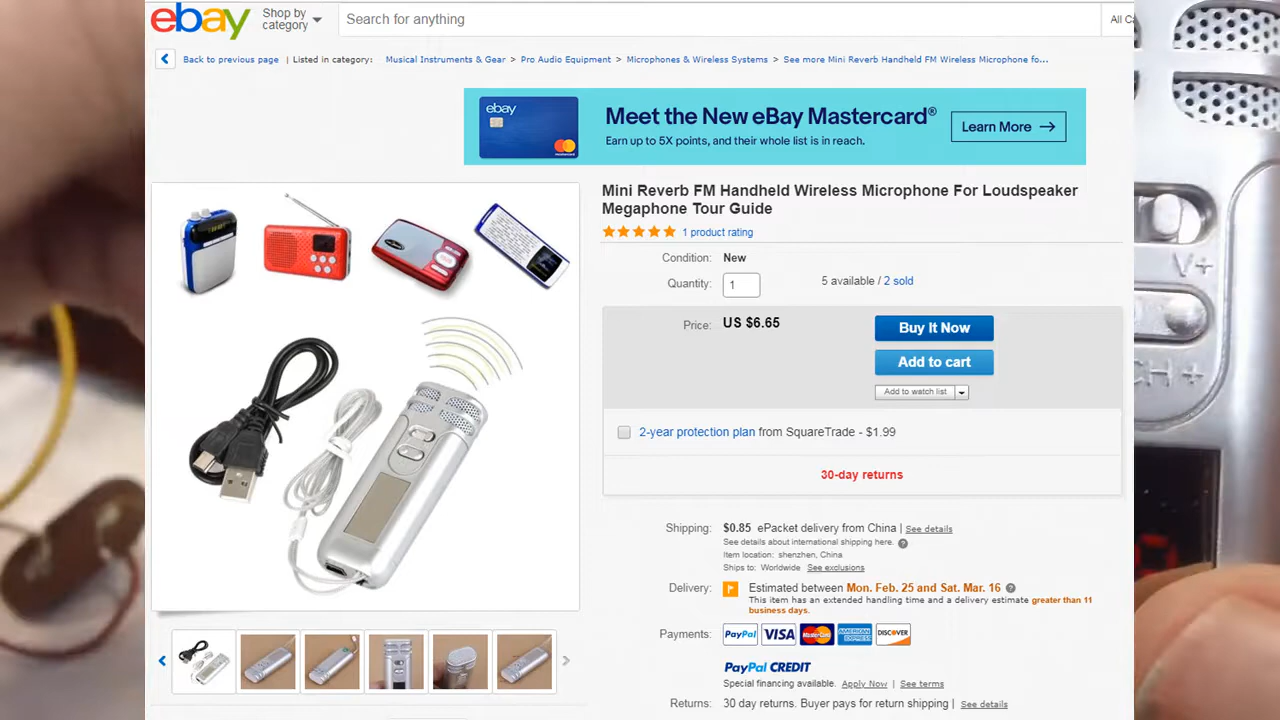 ebay
Shop by
category
Search for anything
Back to previous page | Listed in category: Musical Instruments & Gear > Pro Audio Equipment > Microphones & Wireless Systems > See more Mini Reverb Handheld FM Wireless Microphone fo...
ebay
Meet the New eBay Mastercard®
Earn up to 5X points, and their whole list is in reach.
Learn More →
Mini Reverb FM Handheld Wireless Microphone For Loudspeaker
Megaphone Tour Guide
1 product rating
Condition: New
Quantity: 1 5 available / 2 sold
Price: US $6.65
Buy It Now
Add to cart
Add to watch list
2-year protection plan from SquareTrade - $1.99
30-day returns
Shipping: $0.85 ePacket delivery from China | See details
See details about international shipping here.
Item location: shenzhen, China
Ships to: Worldwide See exclusions
Delivery: Estimated between Mon. Feb. 25 and Sat. Mar. 16
This item has an extended handling time and a delivery estimate greater than 11
business days.
Payments: PayPal VISA MasterCard AMERICAN EXPRESS DISCOVER
PayPal CREDIT
Special financing available. Apply Now | See terms
Returns: 30 day returns. Buyer pays for return shipping | See details
V+
CH+